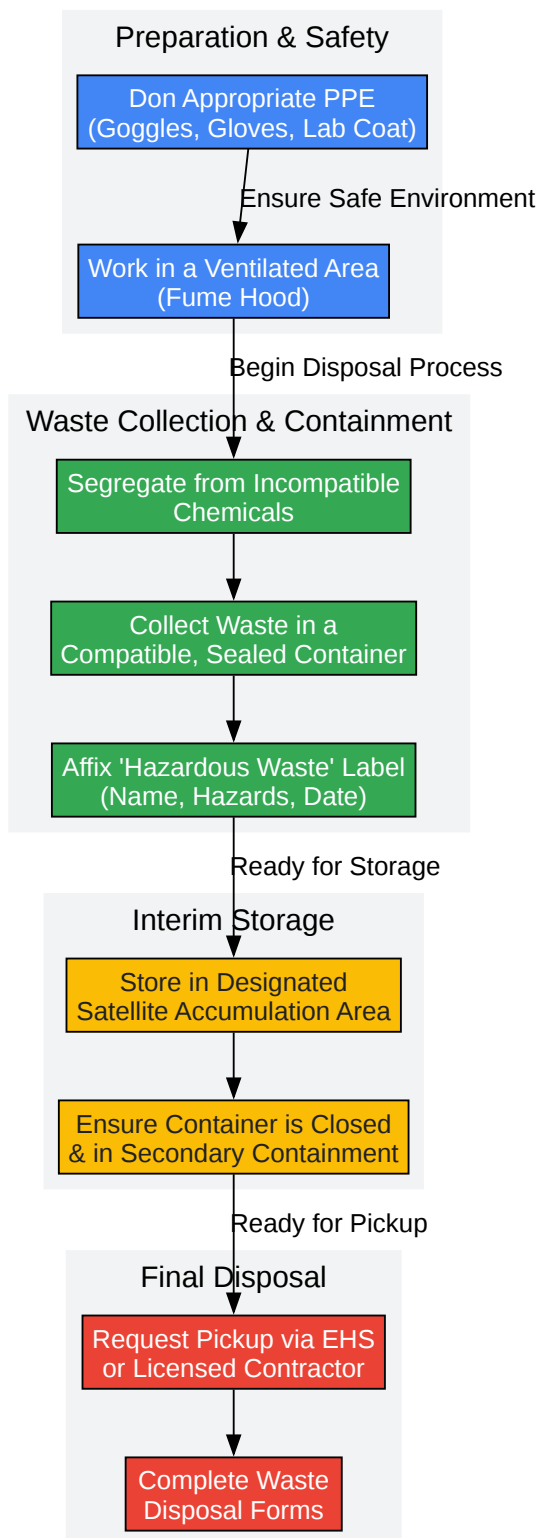 Preparation & Safety
Don Appropriate PPE
(Goggles, Gloves, Lab Coat)
Ensure Safe Environment
Work in a Ventilated Area
(Fume Hood)
Begin Disposal Process
Waste Collection & Containment
Segregate from Incompatible
Chemicals
Collect Waste in a
Compatible, Sealed Container
Affix 'Hazardous Waste' Label
(Name, Hazards, Date)
Ready for Storage
Interim Storage
Store in Designated
Satellite Accumulation Area
Ensure Container is Closed
& in Secondary Containment
Ready for Pickup
Final Disposal
Request Pickup via EHS
or Licensed Contractor
Complete Waste
Disposal Forms